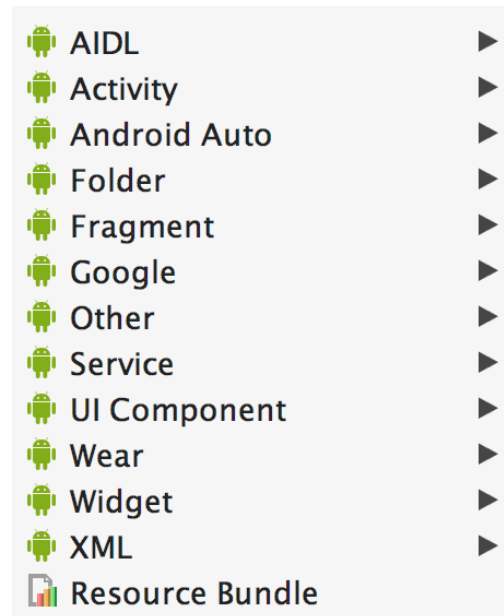 AIDL
Activity
Android Auto
Folder
Fragment
Google
Other
Service
UI Component
Wear
Widget
XML
Resource Bundle